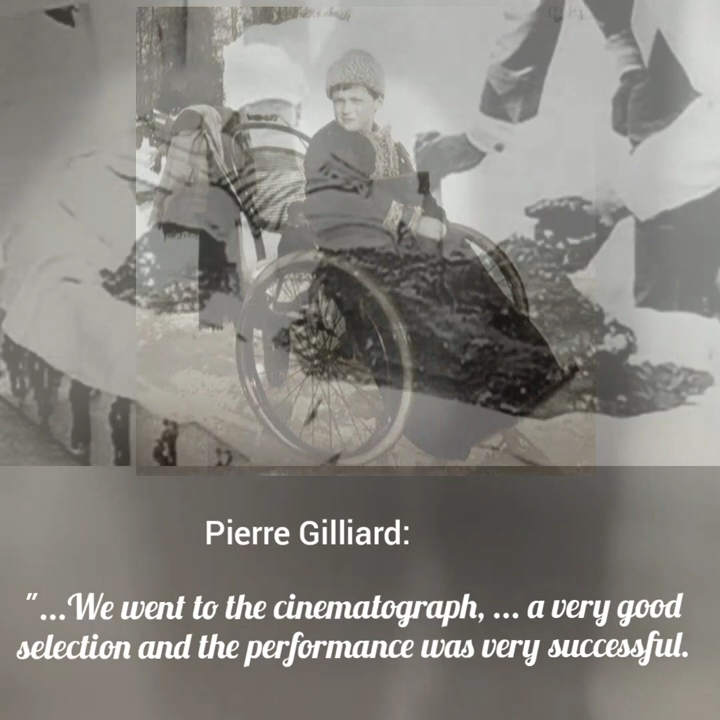 Pierre Gilliard:
"...We went to the cinematograph, ... a very good
selection and the performance was very successful.